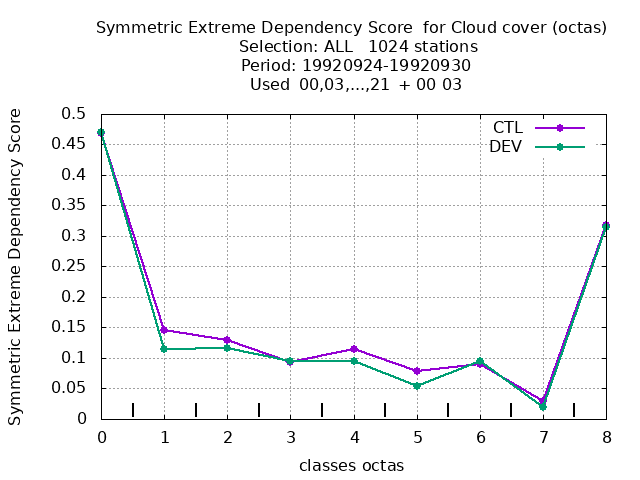 Symmetric Extreme Dependency Score  for Cloud cover (octas)
Selection: ALL   1024 stations
Period: 19920924-19920930
Used  00,03,...,21  + 00 03
CTL
DEV
Symmetric Extreme Dependency Score
0.5
0.45
0.4
0.35
0.3
0.25
0.2
0.15
0.1
0.05
0
0 1 2 3 4 5 6 7 8
classes octas